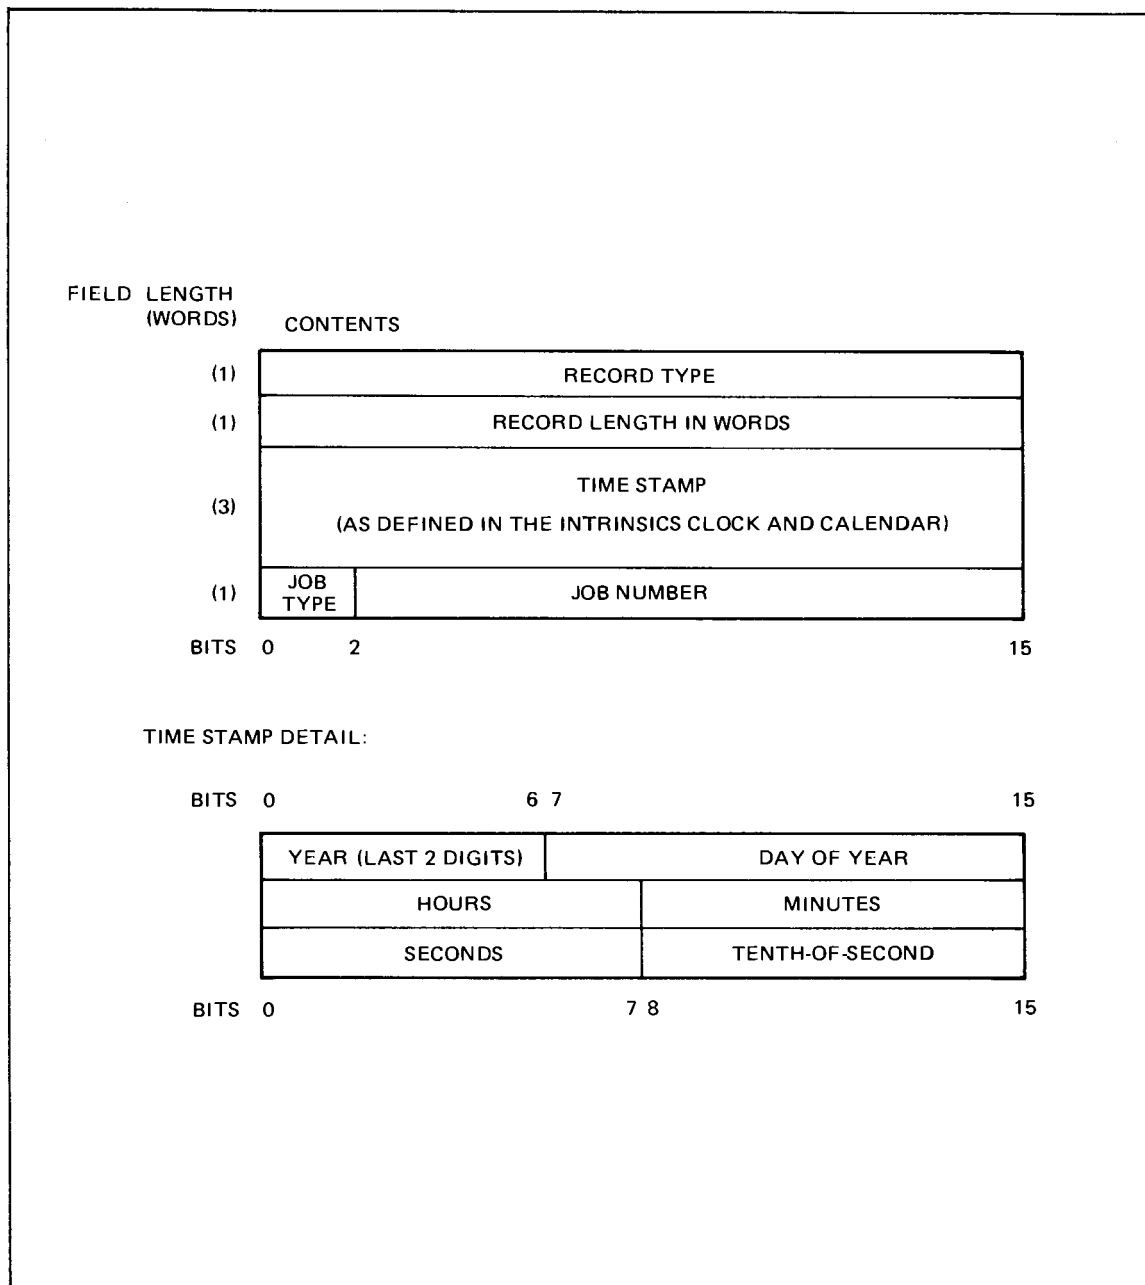 FIELD LENGTH
(WORDS) CONTENTS
(1) RECORD TYPE
(1) RECORD LENGTH IN WORDS
TIME STAMP
(3)
(AS DEFINED IN THE INTRINSICS CLOCK AND CALENDAR)
JOB
(1) JOB NUMBER
TYPE
BITS 0 2 15
TIME STAMP DETAIL:
BITS 0 6 7 15
YEAR (LAST 2 DIGITS) DAY OF YEAR
HOURS MINUTES
SECONDS TENTH-OF-SECOND
BITS 0 7 8 15